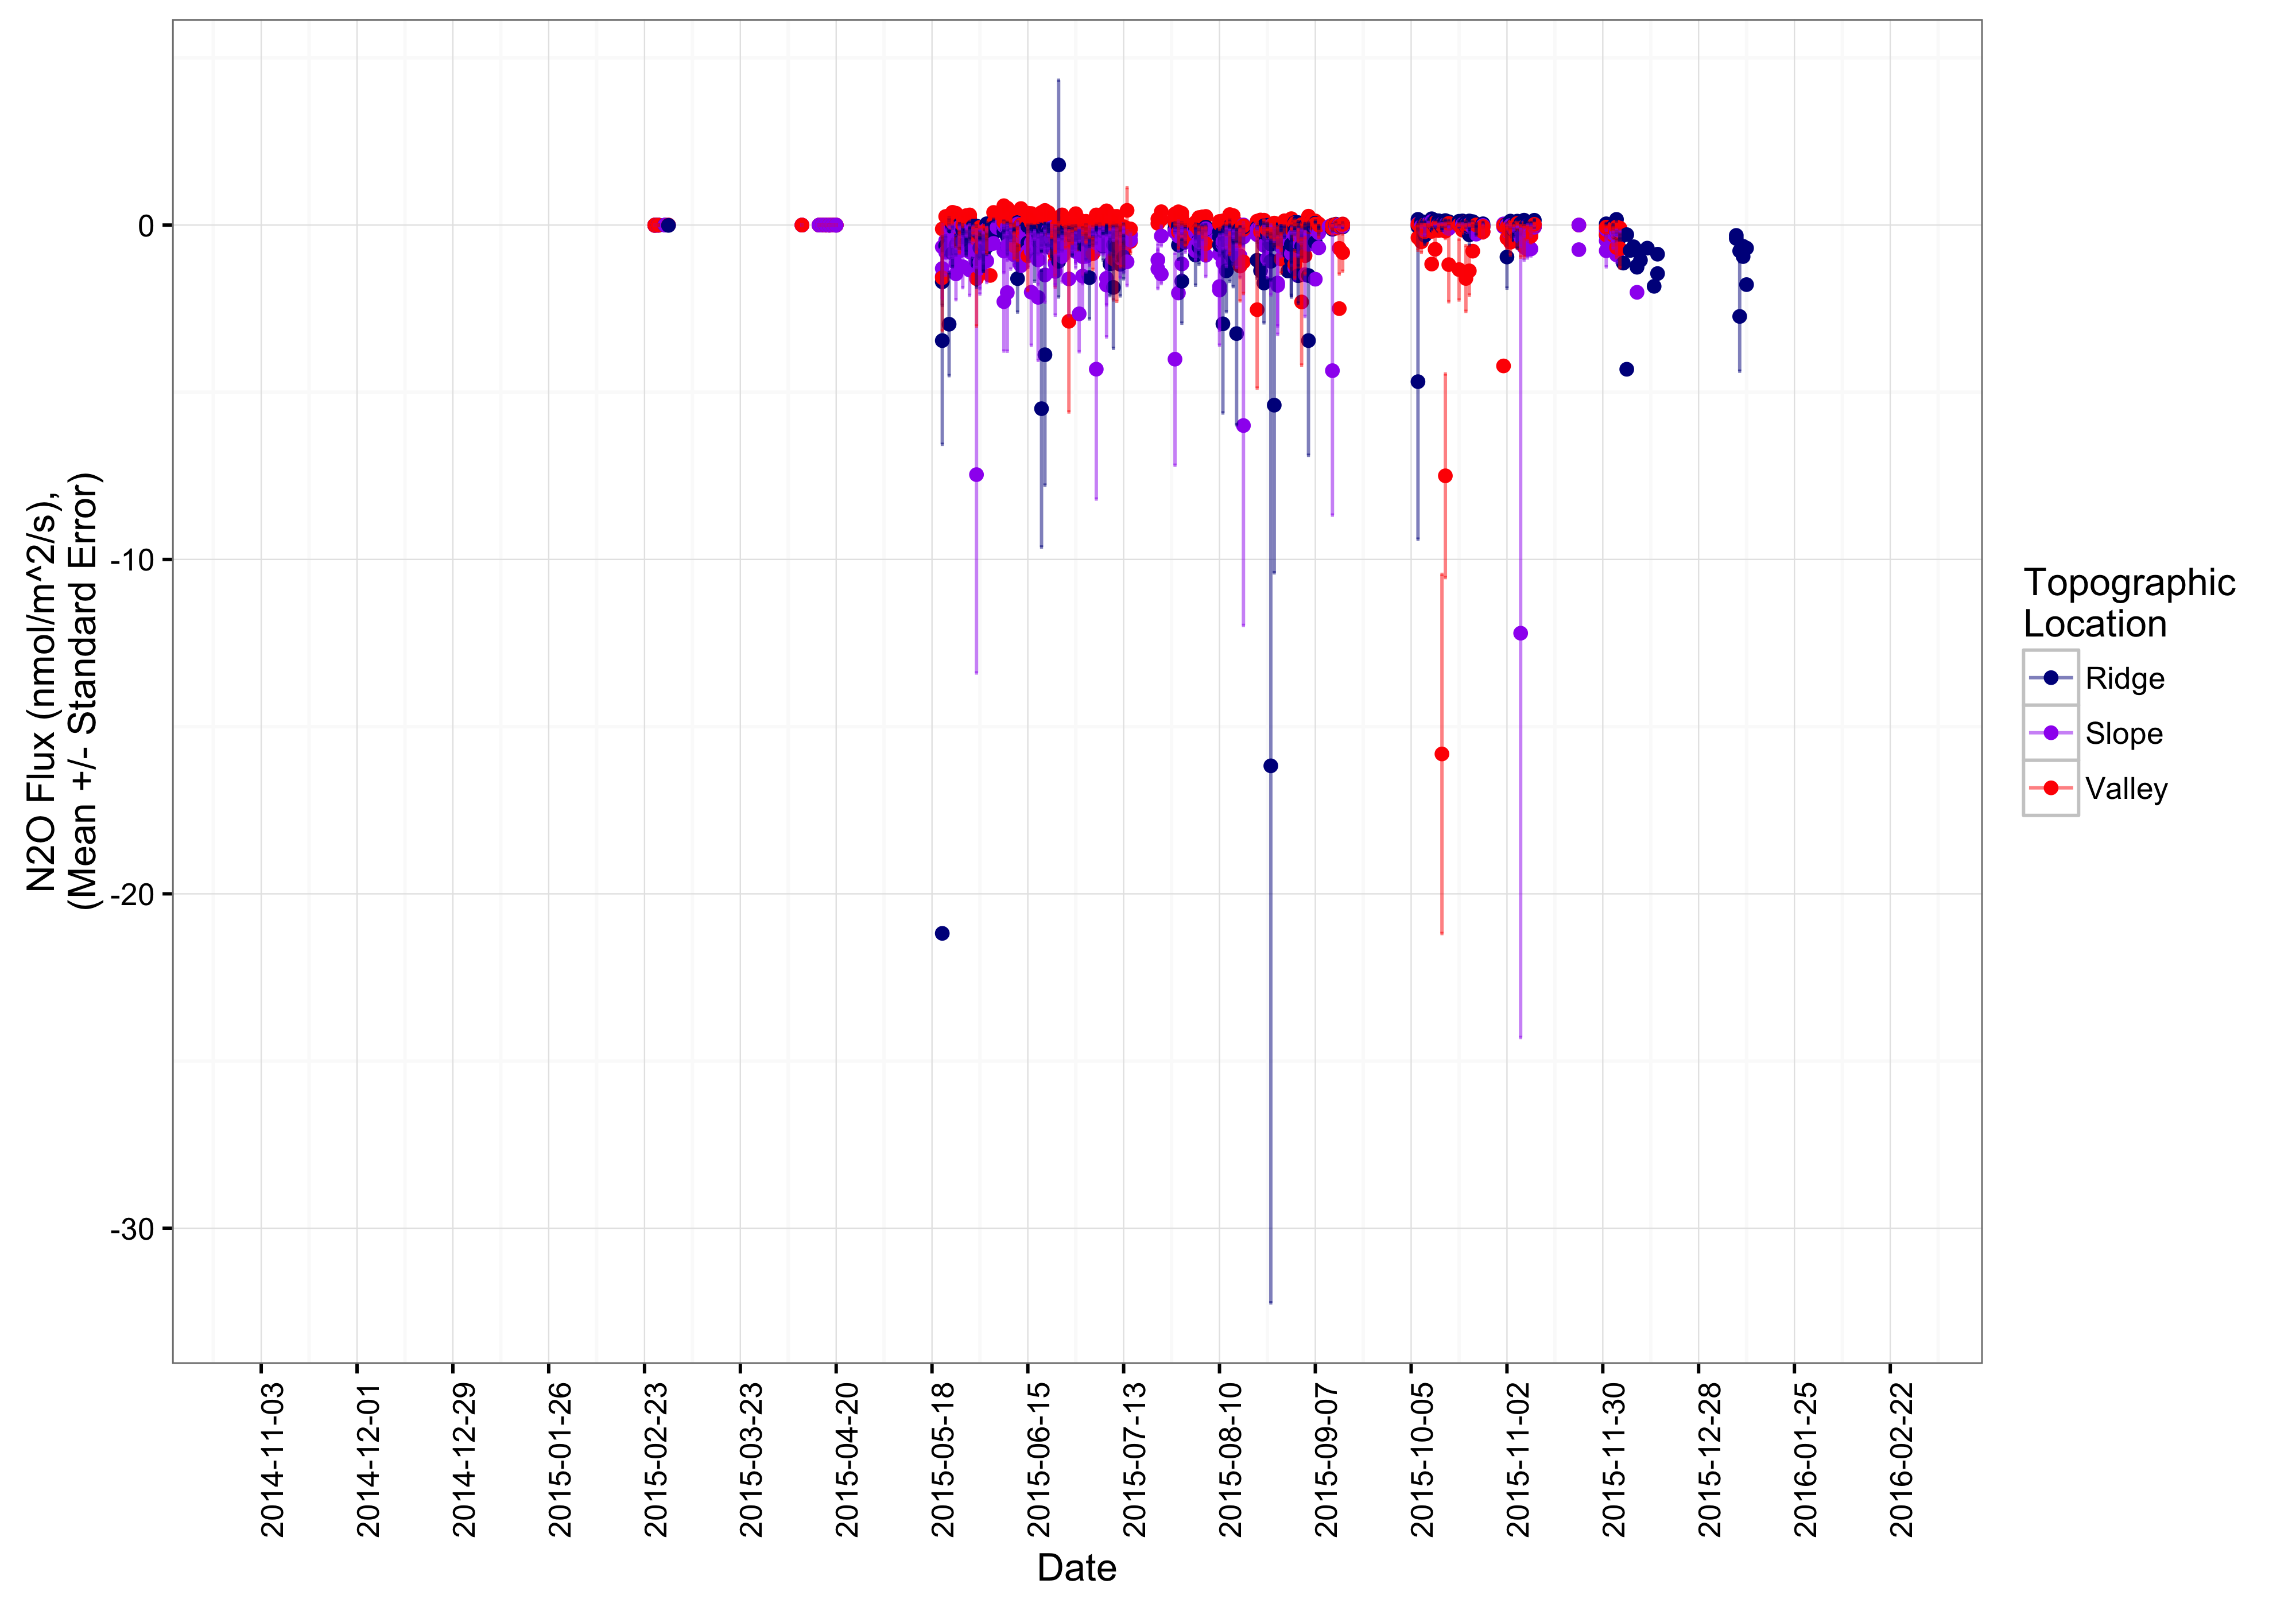 N2O Flux (nmol/m^2/s),
(Mean +/- Standard Error)
0
-10
-20
-30
2014-11-03
2014-12-01
2014-12-29
2015-01-26
2015-02-23
2015-03-23
2015-04-20
2015-05-18
2015-06-15
2015-07-13
2015-08-10
2015-09-07
2015-10-05
2015-11-02
2015-11-30
2015-12-28
2016-01-25
2016-02-22
Date
Topographic
Location
Ridge
Slope
Valley